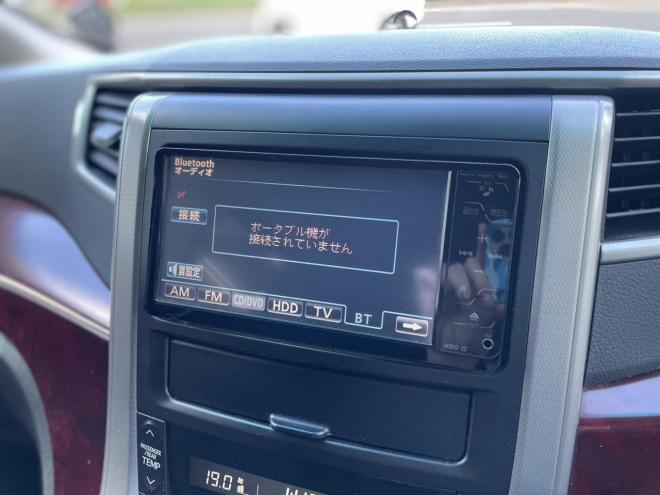 Bluetooth
オーディオ
接続
ポータブル機が
接続されていません
音設定
AM FM CD/DVD HDD TV BT
HDD
PASSENGER
/REAR
TEMP
19.0